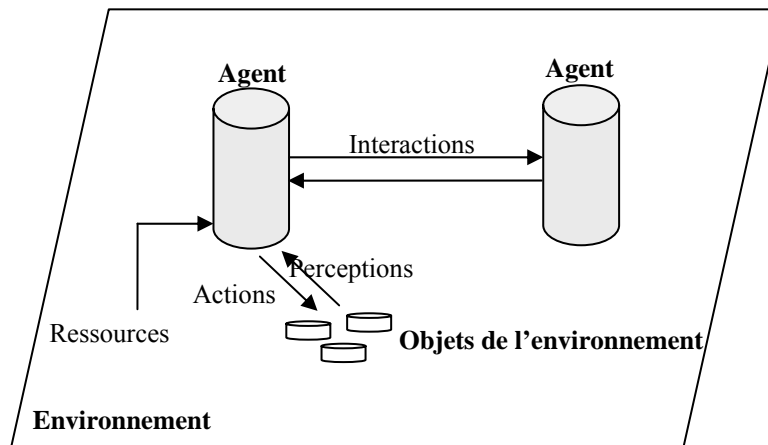 Agent
Agent
Interactions
Perceptions
Actions
Ressources
Objets de l’environnement
Environnement